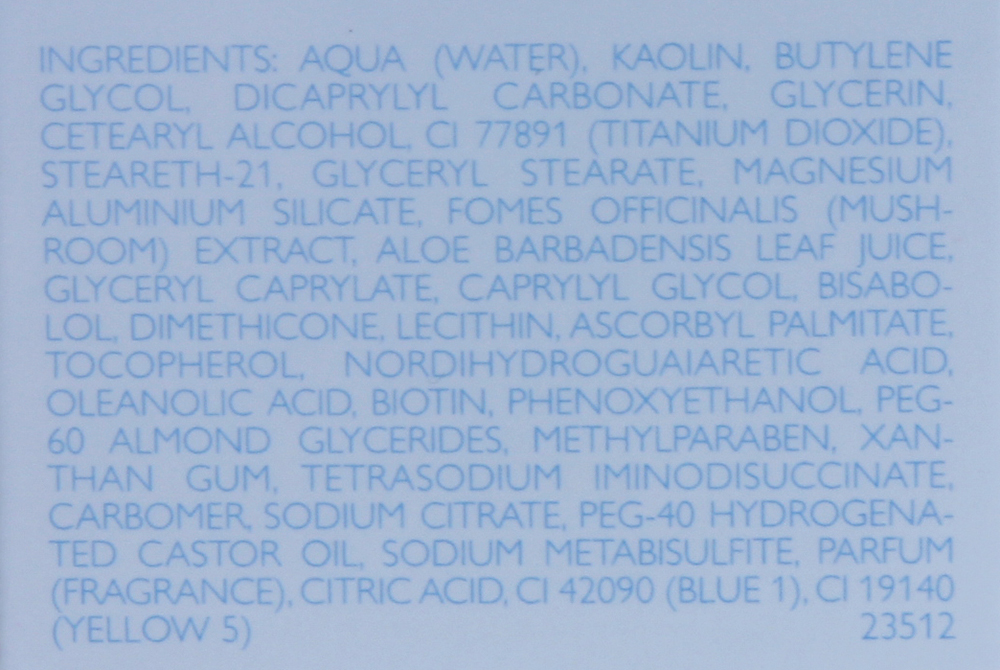 INGREDIENTS: AQUA (WATER), KAOLIN, BUTYLENE
GLYCOL, DICAPRYLYL CARBONATE, GLYCERIN,
CETEARYL ALCOHOL, CI 77891 (TITANIUM DIOXIDE),
STEARETH-21, GLYCERYL STEARATE, MAGNESIUM
ALUMINIUM SILICATE, FOMES OFFICINALIS (MUSH-
ROOM) EXTRACT, ALOE BARBADENSIS LEAF JUICE,
GLYCERYL CAPRYLATE, CAPRYLYL GLYCOL, BISABO-
LOL, DIMETHICONE, LECITHIN, ASCORBYL PALMITATE,
TOCOPHEROL, NORDIHYDROGUAIARETIC ACID,
OLEANOLIC ACID, BIOTIN, PHENOXYETHANOL, PEG-
60 ALMOND GLYCERIDES, METHYLPARABEN, XAN-
THAN GUM, TETRASODIUM IMINODISUCCINATE,
CARBOMER, SODIUM CITRATE, PEG-40 HYDROGENA-
TED CASTOR OIL, SODIUM METABISULFITE, PARFUM
(FRAGRANCE), CITRIC ACID, CI 42090 (BLUE 1), CI 19140
(YELLOW 5) 23512